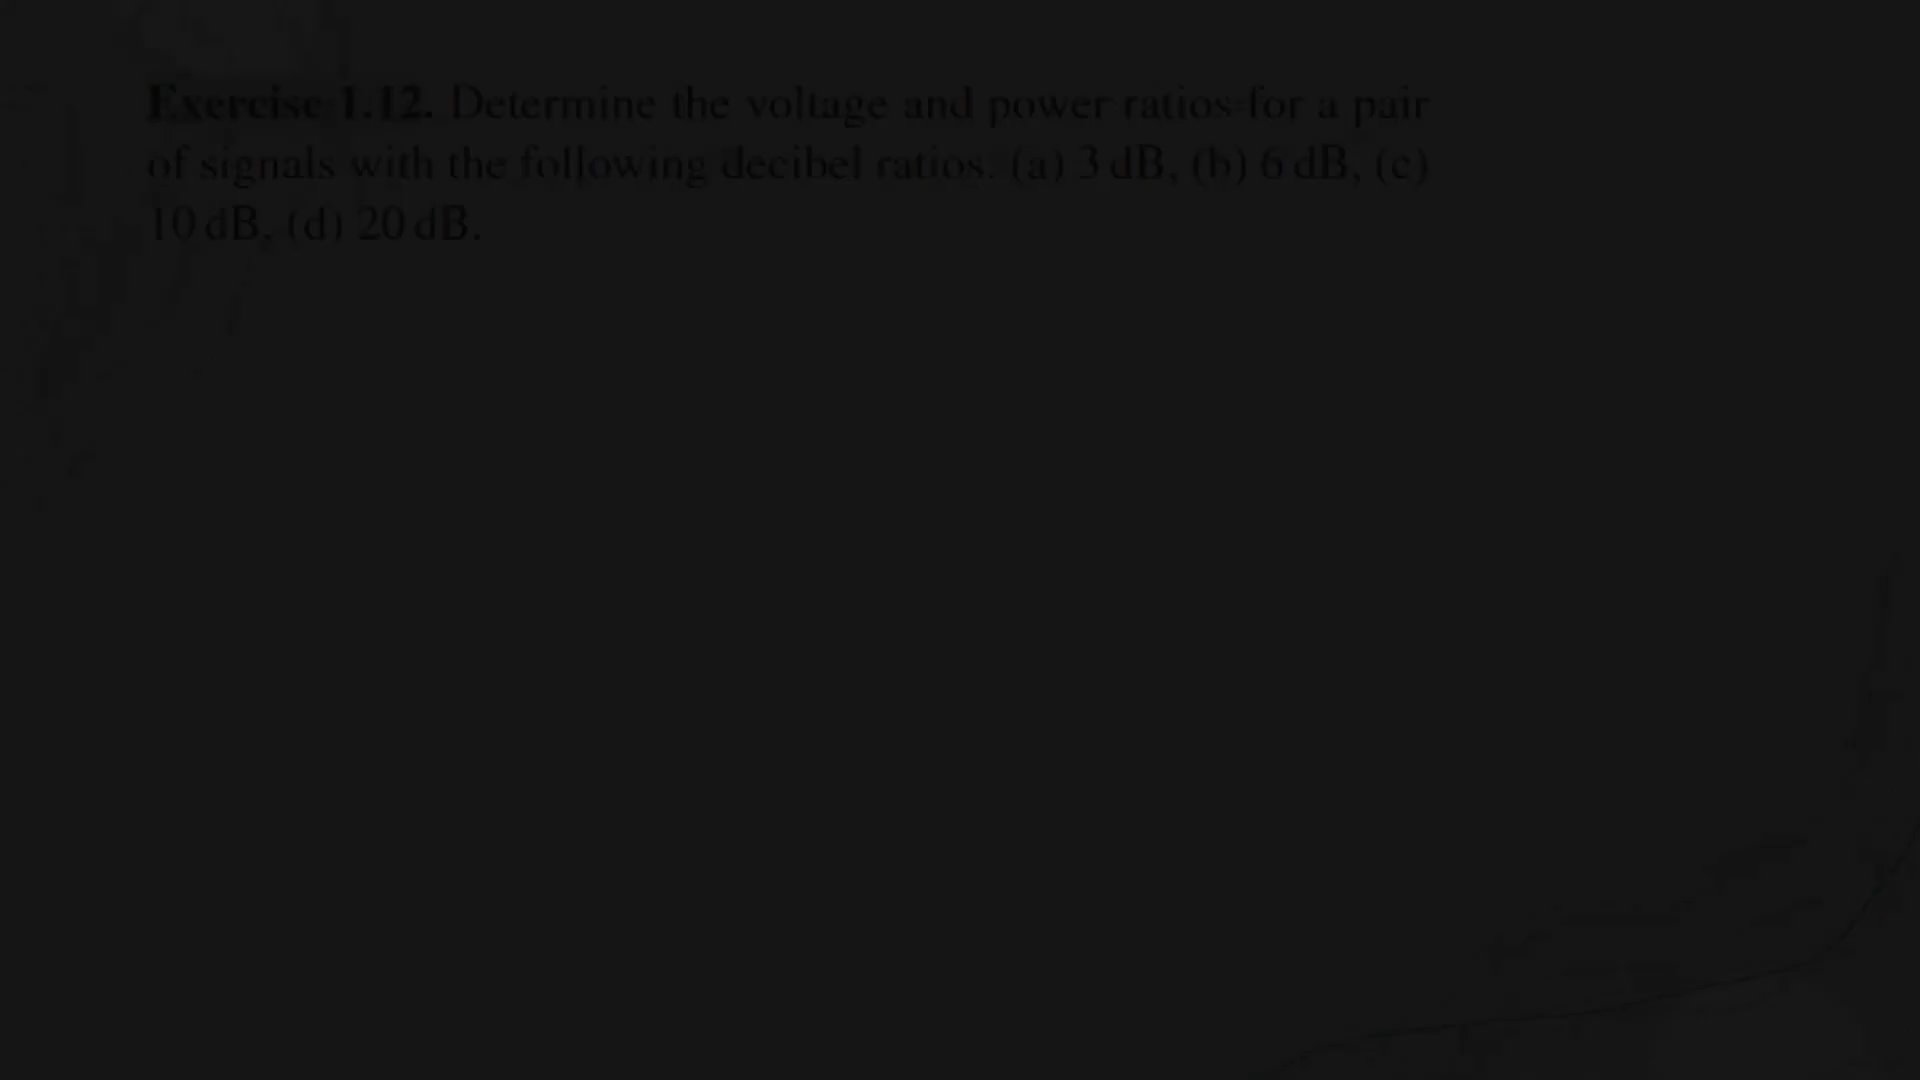 Exercise 1.12. Determine the voltage and power ratios for a pair
of signals with the following decibel ratios: (a) 3 dB, (b) 6 dB, (c)
10 dB, (d) 20 dB.